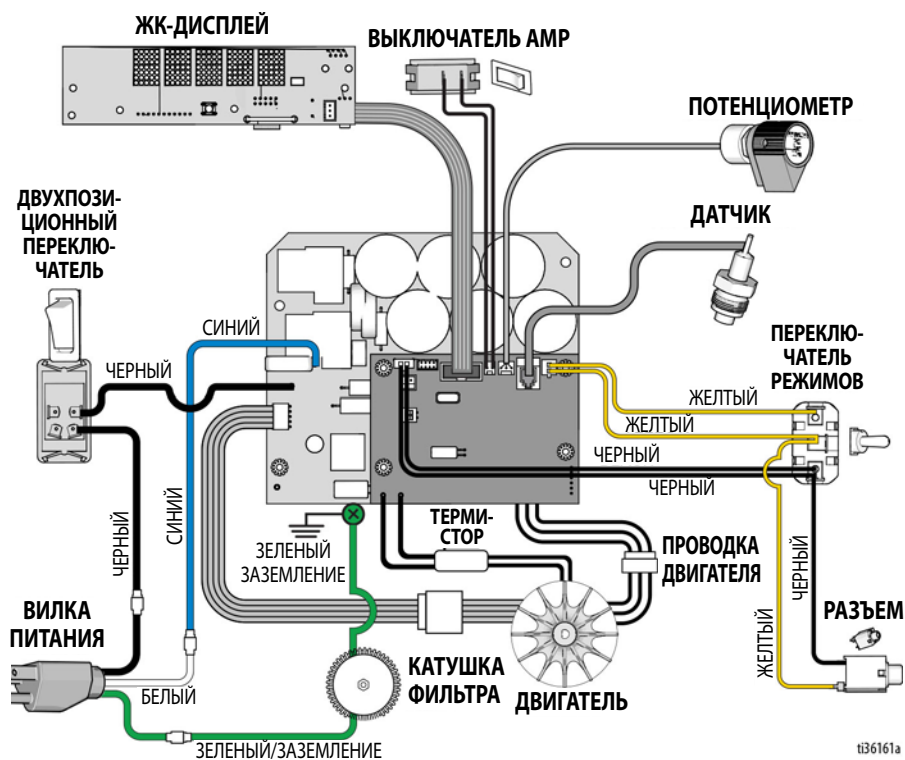 ЖК-ДИСПЛЕЙ
ВЫКЛЮЧАТЕЛЬ AMP
ПОТЕНЦИОМЕТР
ДВУХПОЗИ-
ЦИОННЫЙ
ПЕРЕКЛЮ-
ЧАТЕЛЬ
ДАТЧИК
СИНИЙ
ПЕРЕКЛЮ-
ЧАТЕЛЬ
РЕЖИМОВ
ЧЕРНЫЙ
ЖЕЛТЫЙ
ЖЕЛТЫЙ
ЧЕРНЫЙ
ЧЕРНЫЙ
ЧЕРНЫЙ
СИНИЙ
ЗЕЛЕНЫЙ
ЗАЗЕМЛЕНИЕ
ТЕРМИ-
СТОР
ПРОВОДКА
ДВИГАТЕЛЯ
ЧЕРНЫЙ
ЖЕЛТЫЙ
РАЗЪЕМ
ВИЛКА
ПИТАНИЯ
БЕЛЫЙ
КАТУШКА
ФИЛЬТРА
ДВИГАТЕЛЬ
ЗЕЛЕНЫЙ/ЗАЗЕМЛЕНИЕ
ti36161a